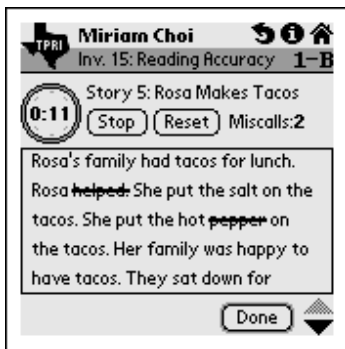 TPRI
Miriam Choi
Inv. 15: Reading Accuracy 1-B
Story 5: Rosa Makes Tacos
0:11
Stop Reset Miscalls:2
Rosa's family had tacos for lunch.
Rosa helped. She put the salt on the
tacos. She put the hot pepper on
the tacos. Her family was happy to
have tacos. They sat down for
Done